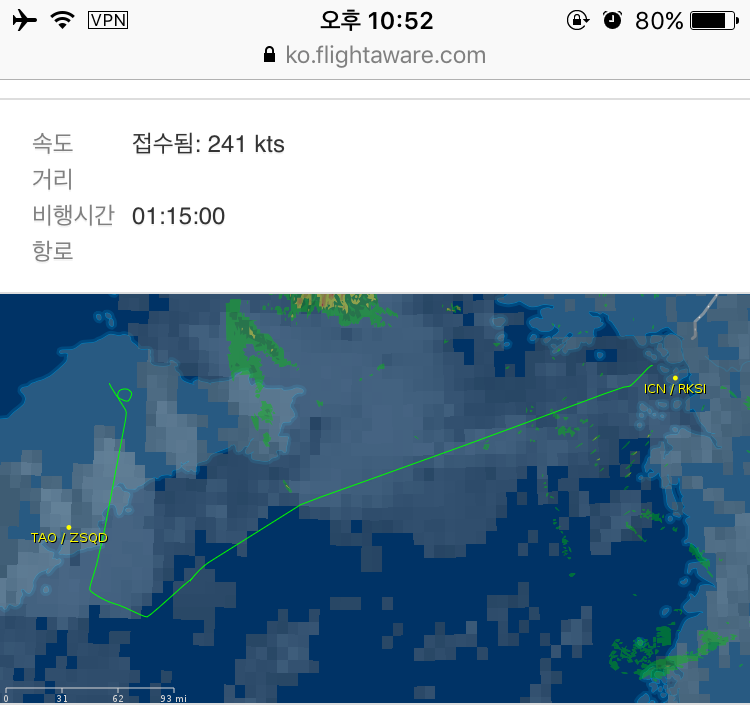 VPN 오후 10:52 80%
ko.flightaware.com
속도 접수됨: 241 kts
거리
비행시간 01:15:00
항로
ICN / RKSI
TAO / ZSQD
0 31 62 93 mi